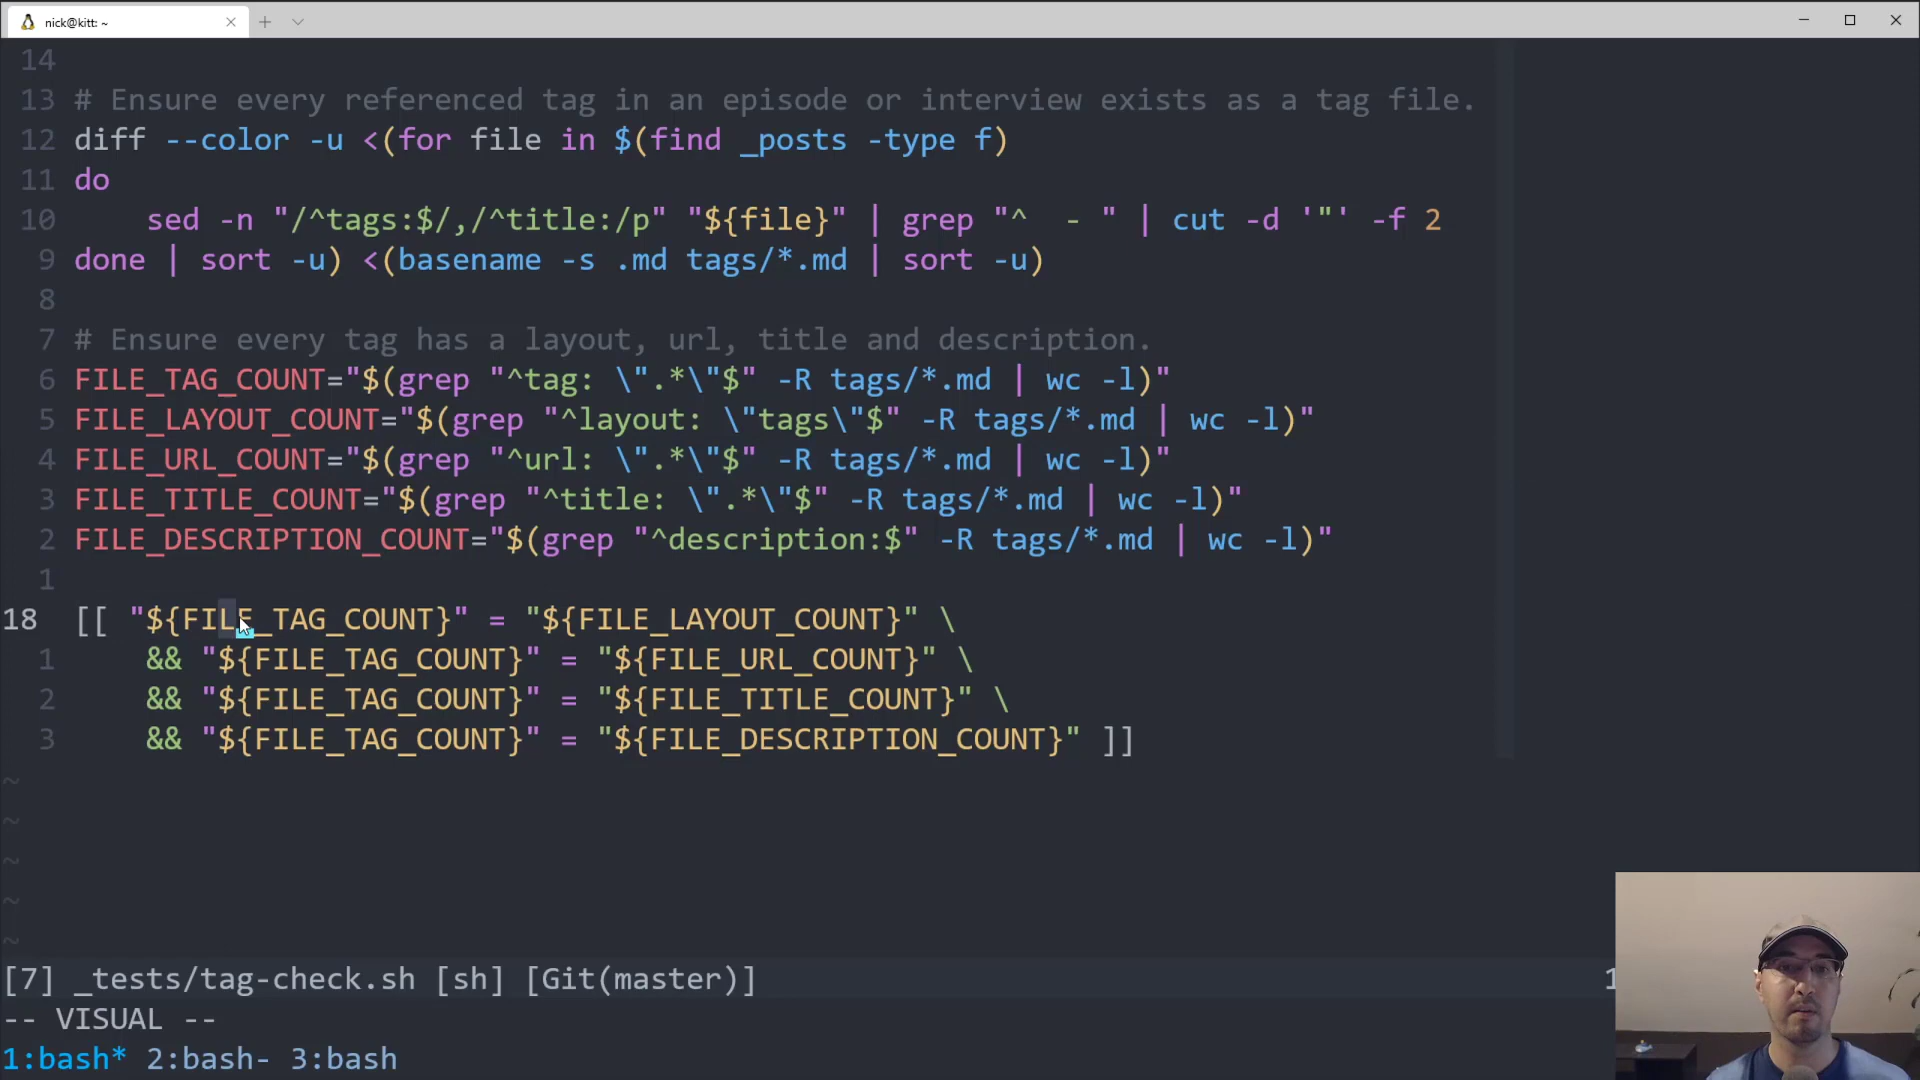 nick@kitt: ~
14
13 # Ensure every referenced tag in an episode or interview exists as a tag file.
12 diff --color -u <(for file in $(find _posts -type f)
11 do
10     sed -n "/^tags:$/,/^title:/p" "${file}" | grep "^  - " | cut -d '"' -f 2
9 done | sort -u) <(basename -s .md tags/*.md | sort -u)
8
7 # Ensure every tag has a layout, url, title and description.
6 FILE_TAG_COUNT="$(grep "^tag: \".*\"$" -R tags/*.md | wc -l)"
5 FILE_LAYOUT_COUNT="$(grep "^layout: \"tags\"$" -R tags/*.md | wc -l)"
4 FILE_URL_COUNT="$(grep "^url: \".*\"$" -R tags/*.md | wc -l)"
3 FILE_TITLE_COUNT="$(grep "^title: \".*\"$" -R tags/*.md | wc -l)"
2 FILE_DESCRIPTION_COUNT="$(grep "^description:$" -R tags/*.md | wc -l)"
1
18 [[ "${FILE_TAG_COUNT}" = "${FILE_LAYOUT_COUNT}" \
1     && "${FILE_TAG_COUNT}" = "${FILE_URL_COUNT}" \
2     && "${FILE_TAG_COUNT}" = "${FILE_TITLE_COUNT}" \
3     && "${FILE_TAG_COUNT}" = "${FILE_DESCRIPTION_COUNT}" ]]
~
~
~
~
~
[7] _tests/tag-check.sh [sh] [Git(master)] 1
-- VISUAL --
1:bash* 2:bash- 3:bash